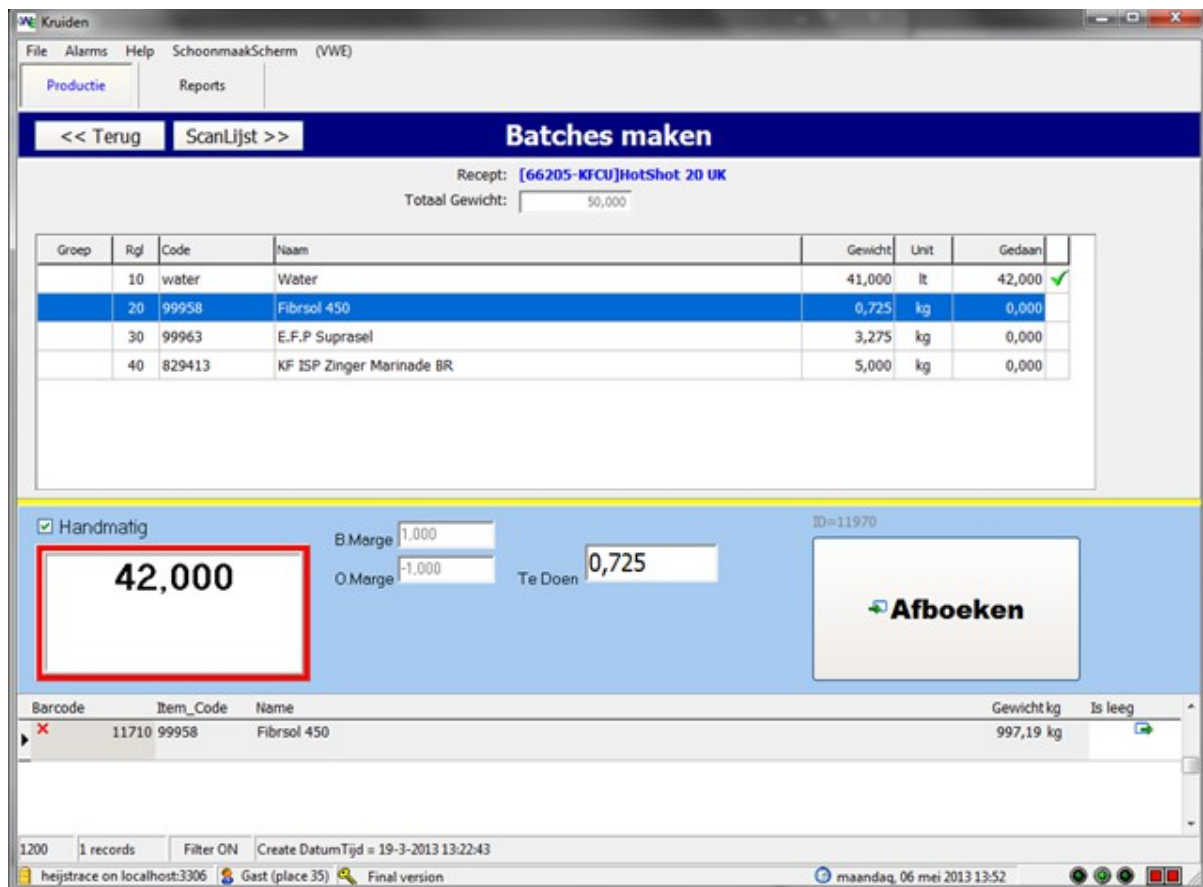 Kruiden
File Alarms Help SchoonmaakScherm (VWE)
Productie Reports
<< Terug ScanLijst >> Batches maken
Recept: [66205-KFCU]HotShot 20 UK
Totaal Gewicht: 50,000
Groep Rgl Code Naam Gewicht Unit Gedaan
10 water Water 41,000 lt 42,000
20 99958 Fibrsol 450 0,725 kg 0,000
30 99963 E.F.P Suprasel 3,275 kg 0,000
40 829413 KF ISP Zinger Marinade BR 5,000 kg 0,000
Handmatig
42,000
B.Marge 1,000
O.Marge -1,000
Te Doen 0,725
ID=11970
Afboeken
Barcode Item_Code Name Gewicht kg Is leeg
11710 99958 Fibrsol 450 997,19 kg
1200 1 records Filter ON Create DatumTijd = 19-3-2013 13:22:43
heijstrace on localhost:3306 Gast (place 35) Final version maandag, 06 mei 2013 13:52